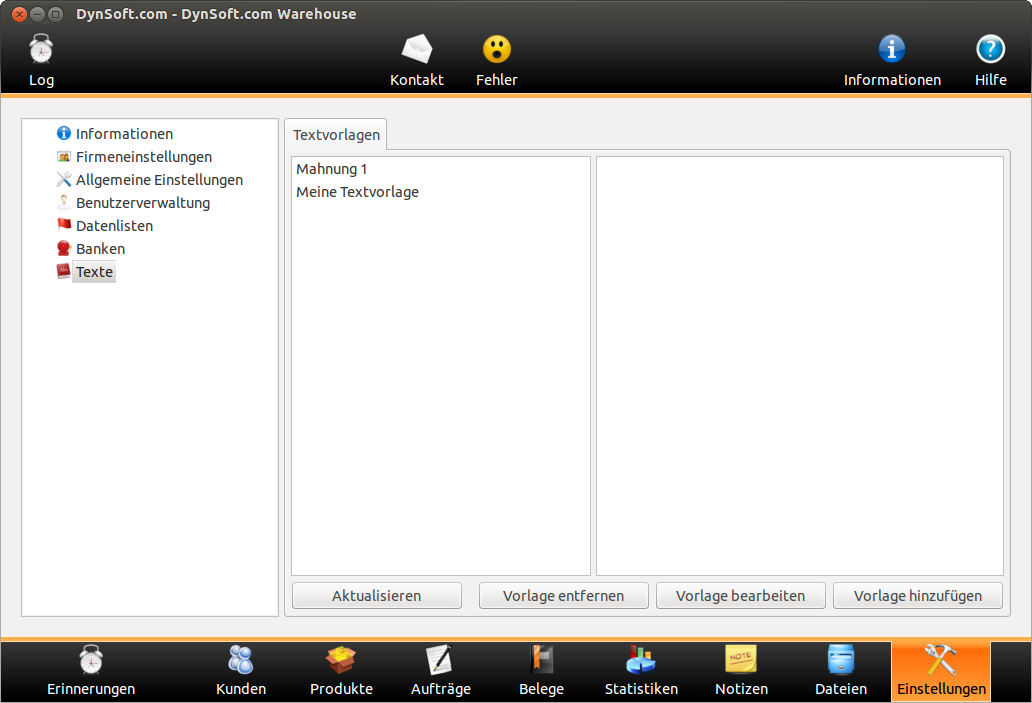 DynSoft.com - DynSoft.com Warehouse
Log
Kontakt
Fehler
Informationen
Hilfe
Informationen
Firmeneinstellungen
Allgemeine Einstellungen
Benutzerverwaltung
Datenlisten
Banken
Texte
Textvorlagen
Mahnung 1
Meine Textvorlage
Aktualisieren
Vorlage entfernen
Vorlage bearbeiten
Vorlage hinzufügen
NOTE
Erinnerungen
Kunden
Produkte
Aufträge
Belege
Statistiken
Notizen
Dateien
Einstellungen